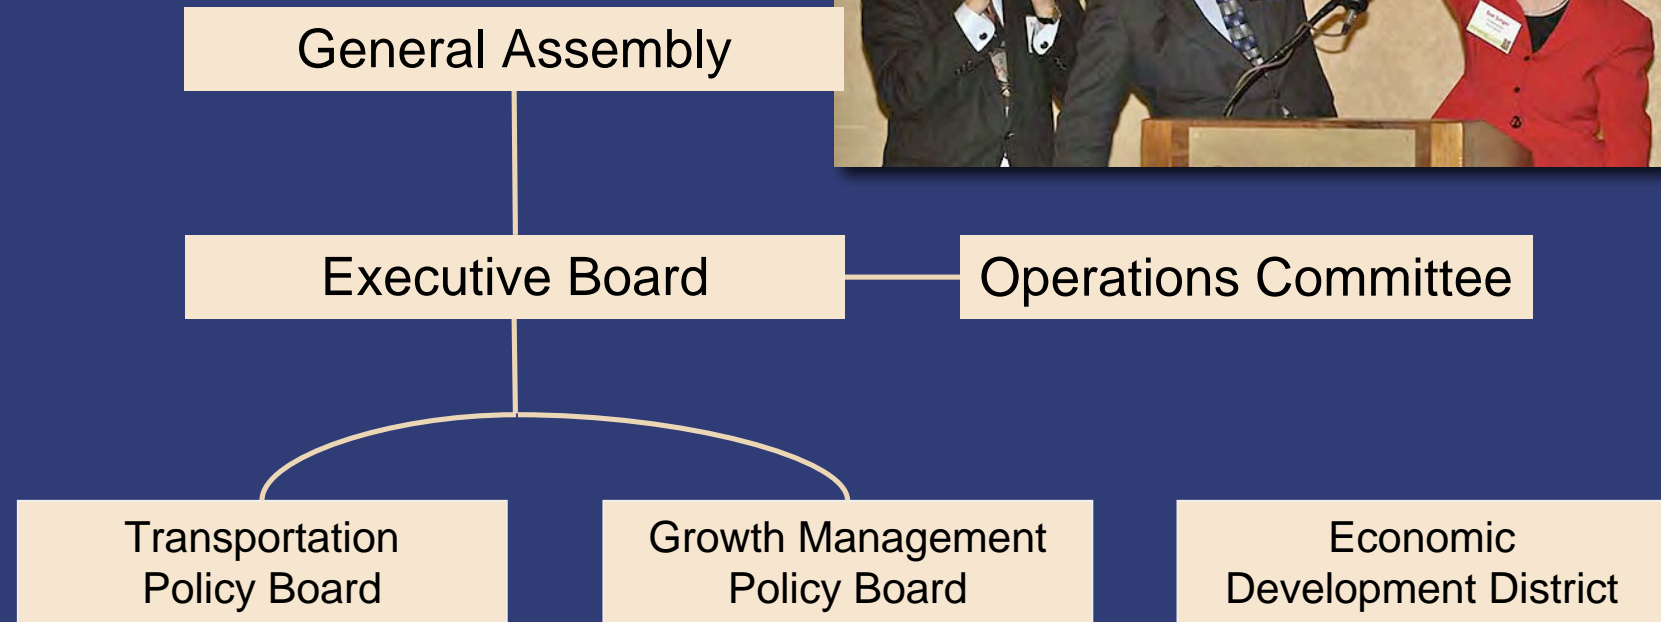 General Assembly
Executive Board
Operations Committee
Transportation
Policy Board
Growth Management
Policy Board
Economic
Development District